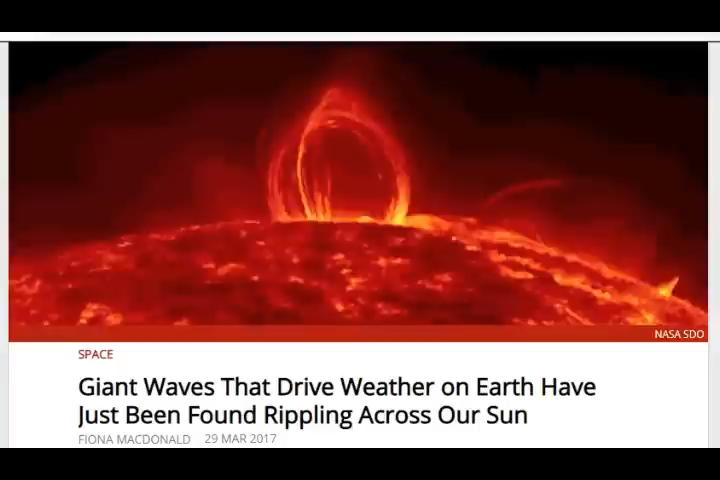 NASA SDO
SPACE
Giant Waves That Drive Weather on Earth Have
Just Been Found Rippling Across Our Sun
FIONA MACDONALD 29 MAR 2017